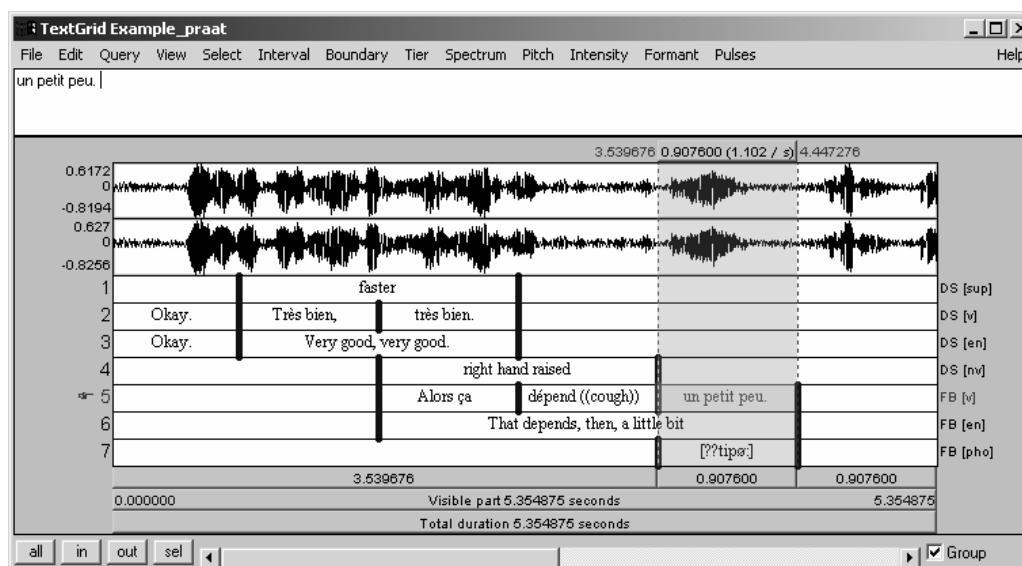 TextGrid Example_praat
File Edit Query View Select Interval Boundary Tier Spectrum Pitch Intensity Formant Pulses Help
un petit peu.
3.539676 0.907600 (1.102 / s) 4.447276
0.6172
0
-0.8194
0.627
0
-0.8256
1 faster DS [sup]
2 Okay. Très bien, très bien. DS [v]
3 Okay. Very good, very good. DS [en]
4 right hand raised DS [nv]
5 Alors ça dépend ((cough)) un petit peu. FB [v]
6 That depends, then, a little bit FB [en]
7 [??tipø:] FB [pho]
3.539676 0.907600 0.907600
0.000000 Visible part 5.354875 seconds 5.354875
Total duration 5.354875 seconds
all in out sel Group